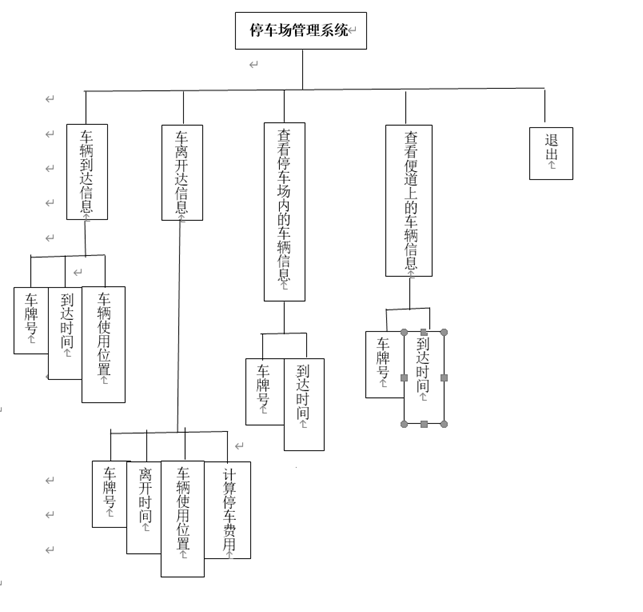 停车场管理系统
车辆到达信息
车离开达信息
查看停车场内的车辆信息
查看便道上的车辆信息
退出
车牌号
到达时间
车辆使用位置
车牌号
到达时间
车牌号
到达时间
车牌号
离开时间
车辆使用位置
计算停车费用